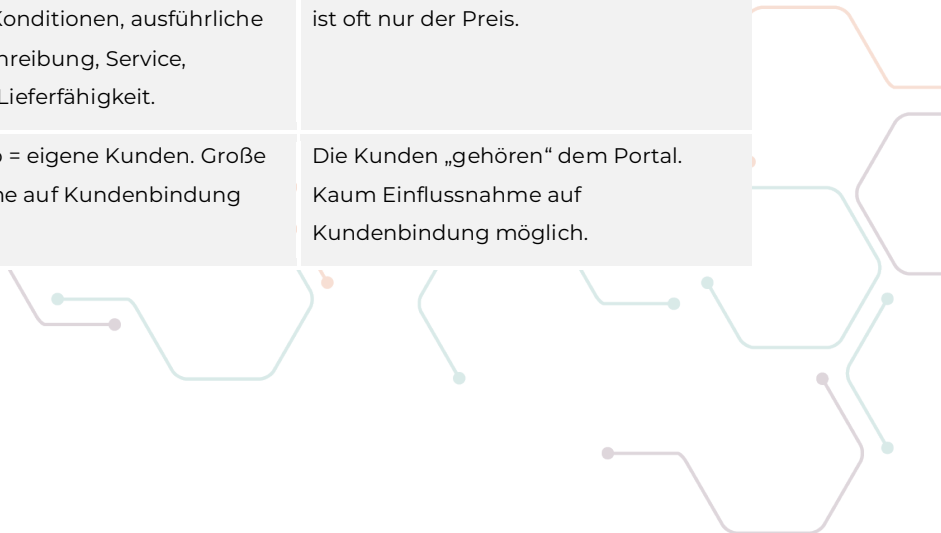 Konditionen, ausführliche
hreibung, Service,
Lieferfähigkeit.
ist oft nur der Preis.
= eigene Kunden. Große
e auf Kundenbindung
Die Kunden „gehören“ dem Portal.
Kaum Einflussnahme auf
Kundenbindung möglich.